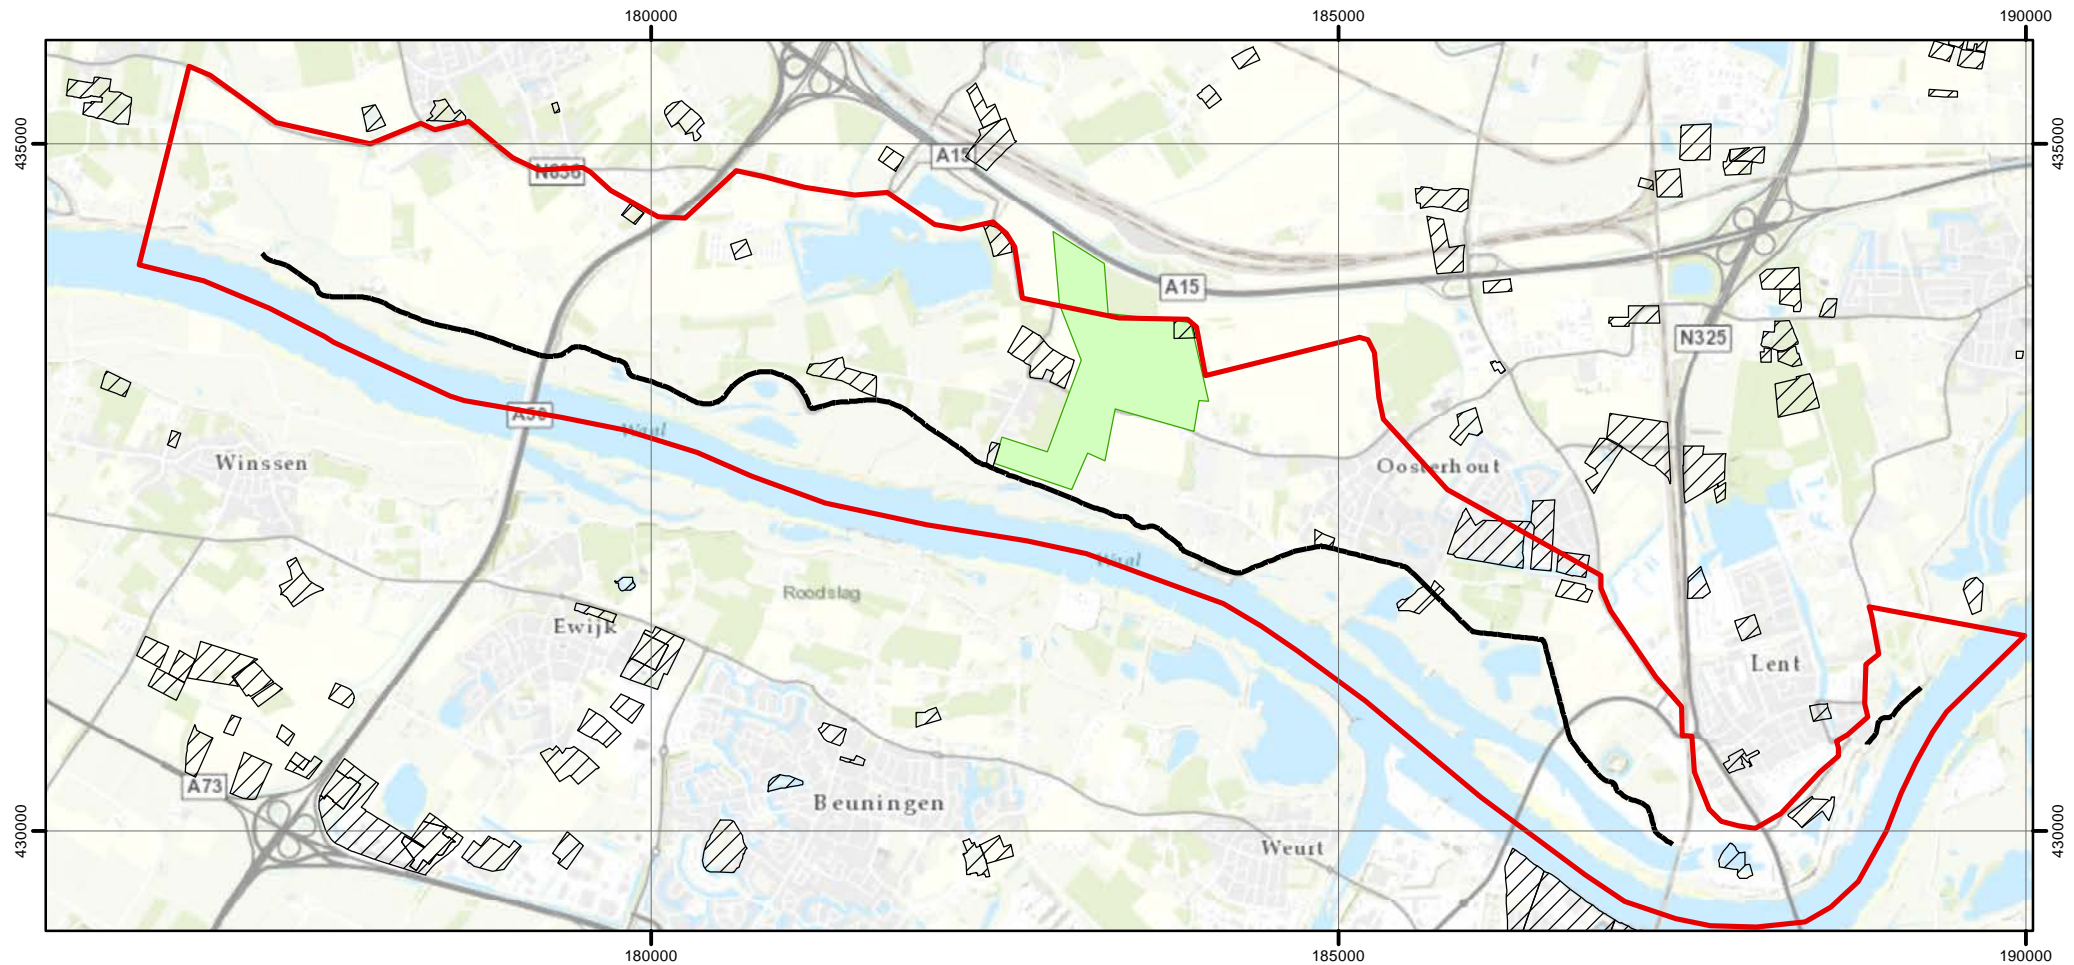 180000
185000
190000
435000
435000
A15
N836
A15
N325
A50
Waal
Winssen
Oosterhout
Waal
Roodslag
Ewijk
Lent
A73
Beuningen
430000
430000
Weurt
180000
185000
190000